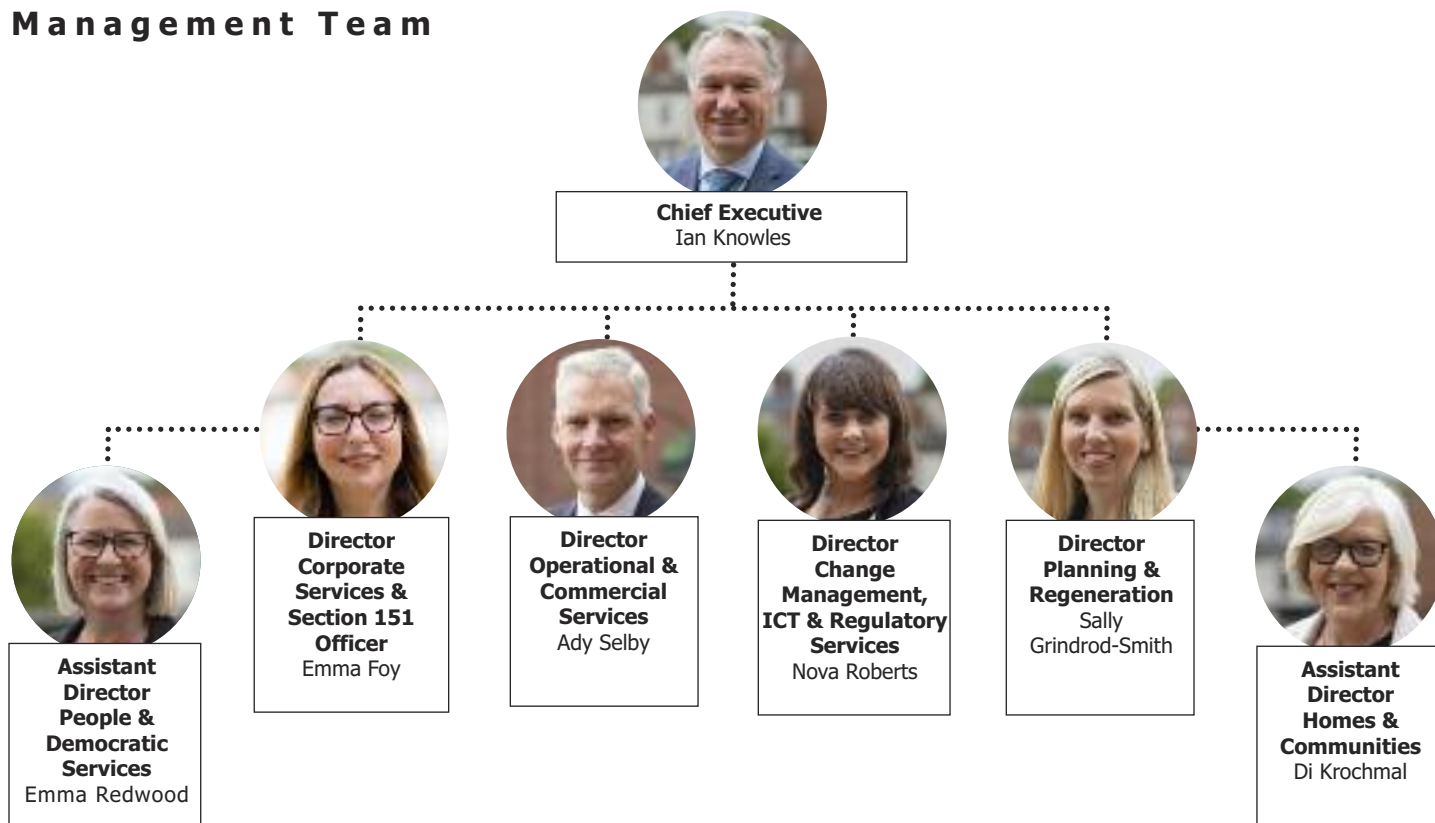 Management Team
Chief Executive
Ian Knowles
Director
Corporate
Services &
Section 151
Officer
Emma Foy
Director
Operational &
Commercial
Services
Ady Selby
Director
Change
Management,
ICT & Regulatory
Services
Nova Roberts
Director
Planning &
Regeneration
Sally
Grindrod-Smith
Assistant
Director
People &
Democratic
Services
Emma Redwood
Assistant
Director
Homes &
Communities
Di Krochmal